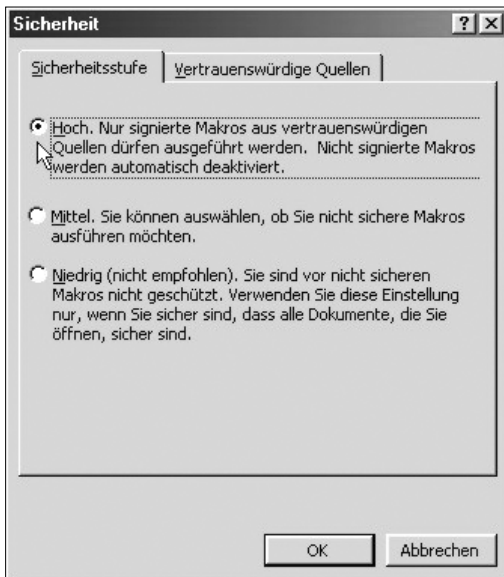 Sicherheit
Sicherheitsstufe
Vertrauenswürdige Quellen
Hoch. Nur signierte Makros aus vertrauenswürdigen
Quellen dürfen ausgeführt werden. Nicht signierte Makros
werden automatisch deaktiviert.
Mittel. Sie können auswählen, ob Sie nicht sichere Makros
ausführen möchten.
Niedrig (nicht empfohlen). Sie sind vor nicht sicheren
Makros nicht geschützt. Verwenden Sie diese Einstellung
nur, wenn Sie sicher sind, dass alle Dokumente, die Sie
öffnen, sicher sind.
OK
Abbrechen